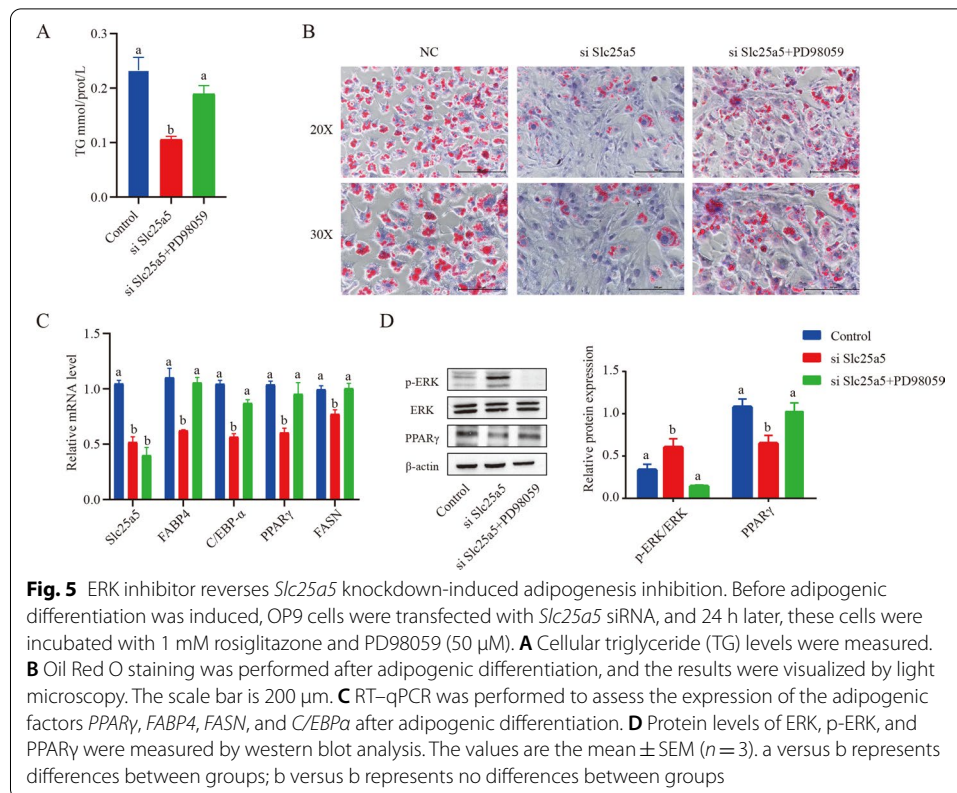 A
TG mmol/prot/L
0.3
0.2
0.1
0.0
a
b
a
Control
si Slc25a5
si Slc25a5+PD98059
B
NC
si Slc25a5
si Slc25a5+PD98059
20X
30X
C
Relative mRNA level
1.5
1.0
0.5
0.0
a
b
b
a
b
a
a
b
a
a
b
a
a
b
a
Slc25a5
FABP4
C/EBP-α
PPARγ
FASN
D
p-ERK
ERK
PPARγ
β-actin
Control
si Slc25a5
si Slc25a5+PD98059
Control
si Slc25a5
si Slc25a5+PD98059
Relative protein expression
1.5
1.0
0.5
0.0
a
b
a
a
b
a
p-ERK/ERK
PPARγ
Fig. 5 ERK inhibitor reverses Slc25a5 knockdown-induced adipogenesis inhibition. Before adipogenic
differentiation was induced, OP9 cells were transfected with Slc25a5 siRNA, and 24 h later, these cells were
incubated with 1 mM rosiglitazone and PD98059 (50 μM). A Cellular triglyceride (TG) levels were measured.
B Oil Red O staining was performed after adipogenic differentiation, and the results were visualized by light
microscopy. The scale bar is 200 μm. C RT–qPCR was performed to assess the expression of the adipogenic
factors PPARγ, FABP4, FASN, and C/EBPα after adipogenic differentiation. D Protein levels of ERK, p-ERK, and
PPARγ were measured by western blot analysis. The values are the mean ± SEM (n = 3). a versus b represents
differences between groups; b versus b represents no differences between groups